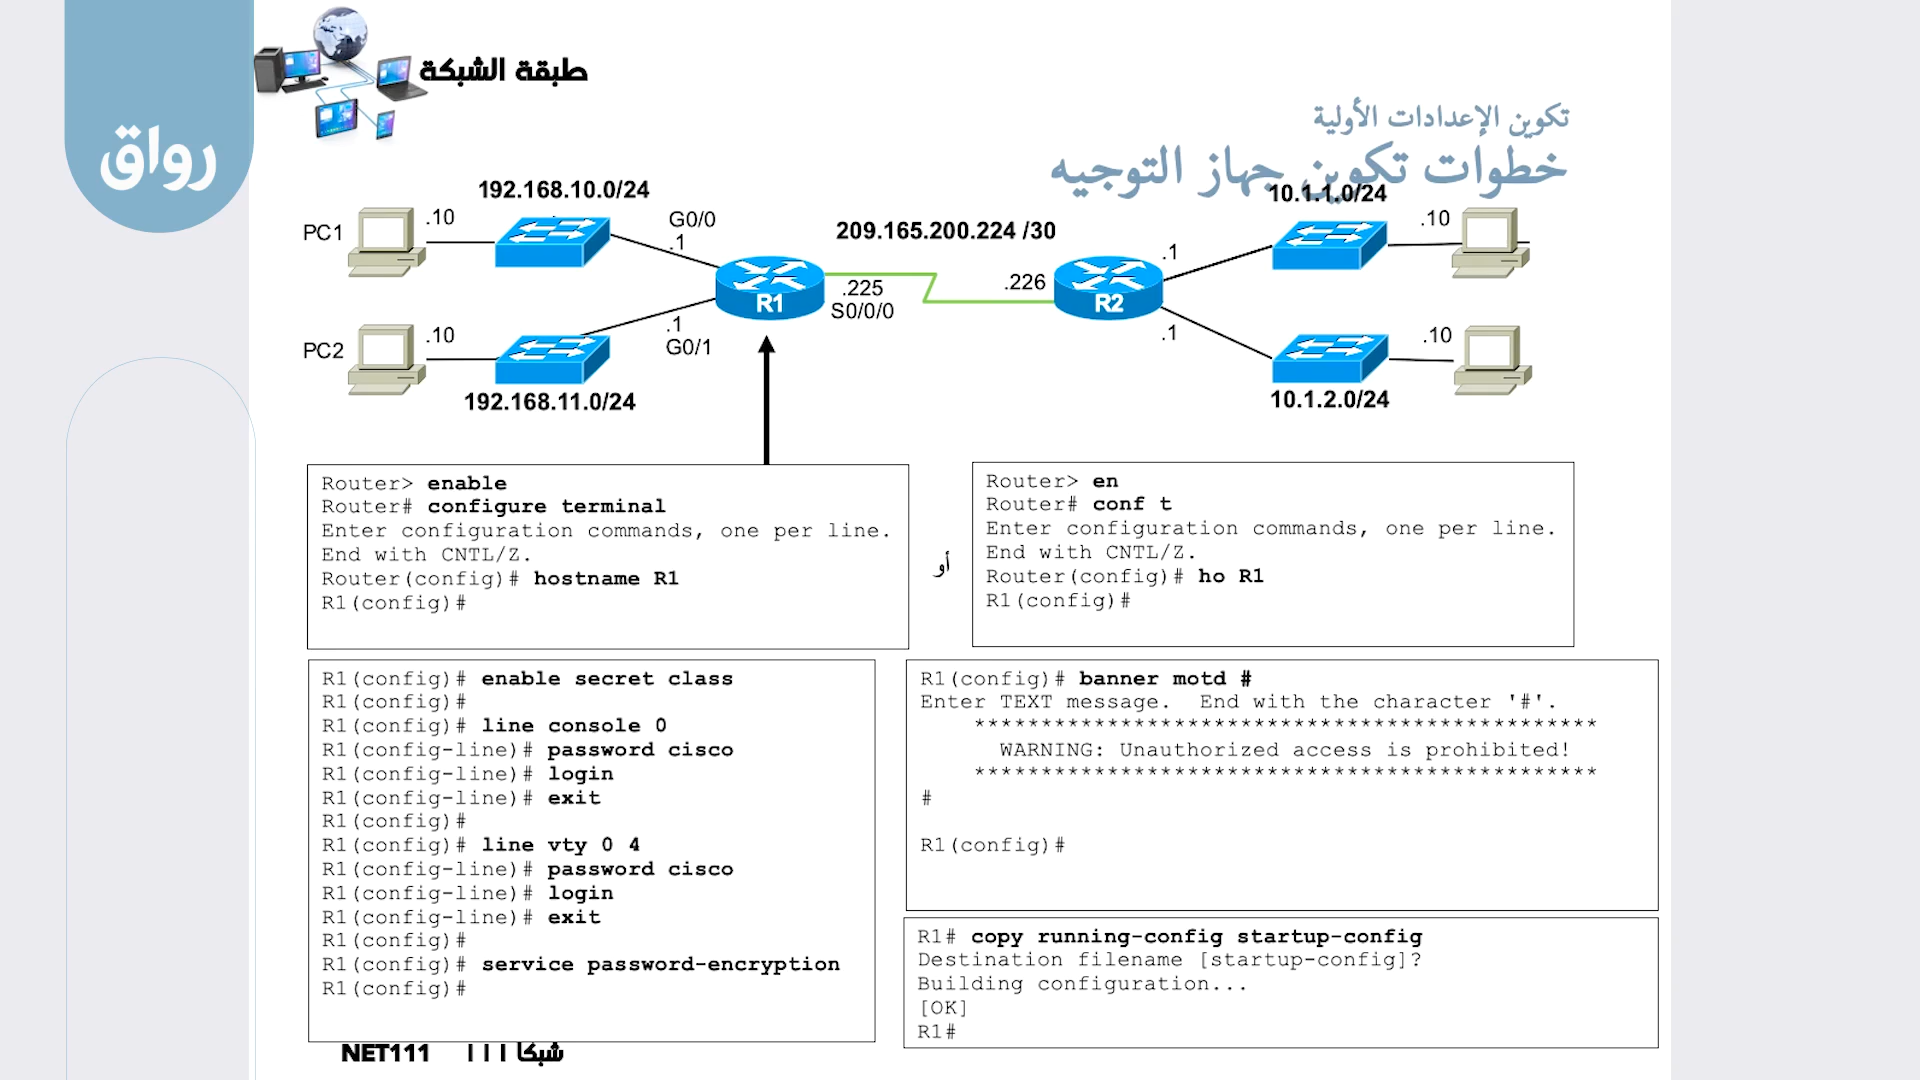 رواق
طبقة الشبكة
تكوين الإعدادات الأولية
خطوات تكوين جهاز التوجيه
192.168.10.0/24
10.1.1.0/24
PC1
.10
G0/0
.1
209.165.200.224 /30
.10
.1
R1
.225
S0/0/0
.226
R2
PC2
.10
.1
G0/1
.1
.10
192.168.11.0/24
10.1.2.0/24
Router> enable
Router# configure terminal
Enter configuration commands, one per line.
End with CNTL/Z.
Router(config)# hostname R1
R1(config)#
أو
Router> en
Router# conf t
Enter configuration commands, one per line.
End with CNTL/Z.
Router(config)# ho R1
R1(config)#
R1(config)# enable secret class
R1(config)#
R1(config)# line console 0
R1(config-line)# password cisco
R1(config-line)# login
R1(config-line)# exit
R1(config)#
R1(config)# line vty 0 4
R1(config-line)# password cisco
R1(config-line)# login
R1(config-line)# exit
R1(config)#
R1(config)# service password-encryption
R1(config)#
R1(config)# banner motd #
Enter TEXT message.  End with the character '#'.
***********************************************
WARNING: Unauthorized access is prohibited!
***********************************************
#
R1(config)#
R1# copy running-config startup-config
Destination filename [startup-config]?
Building configuration...
[OK]
R1#
NET111 شبكا ١١١